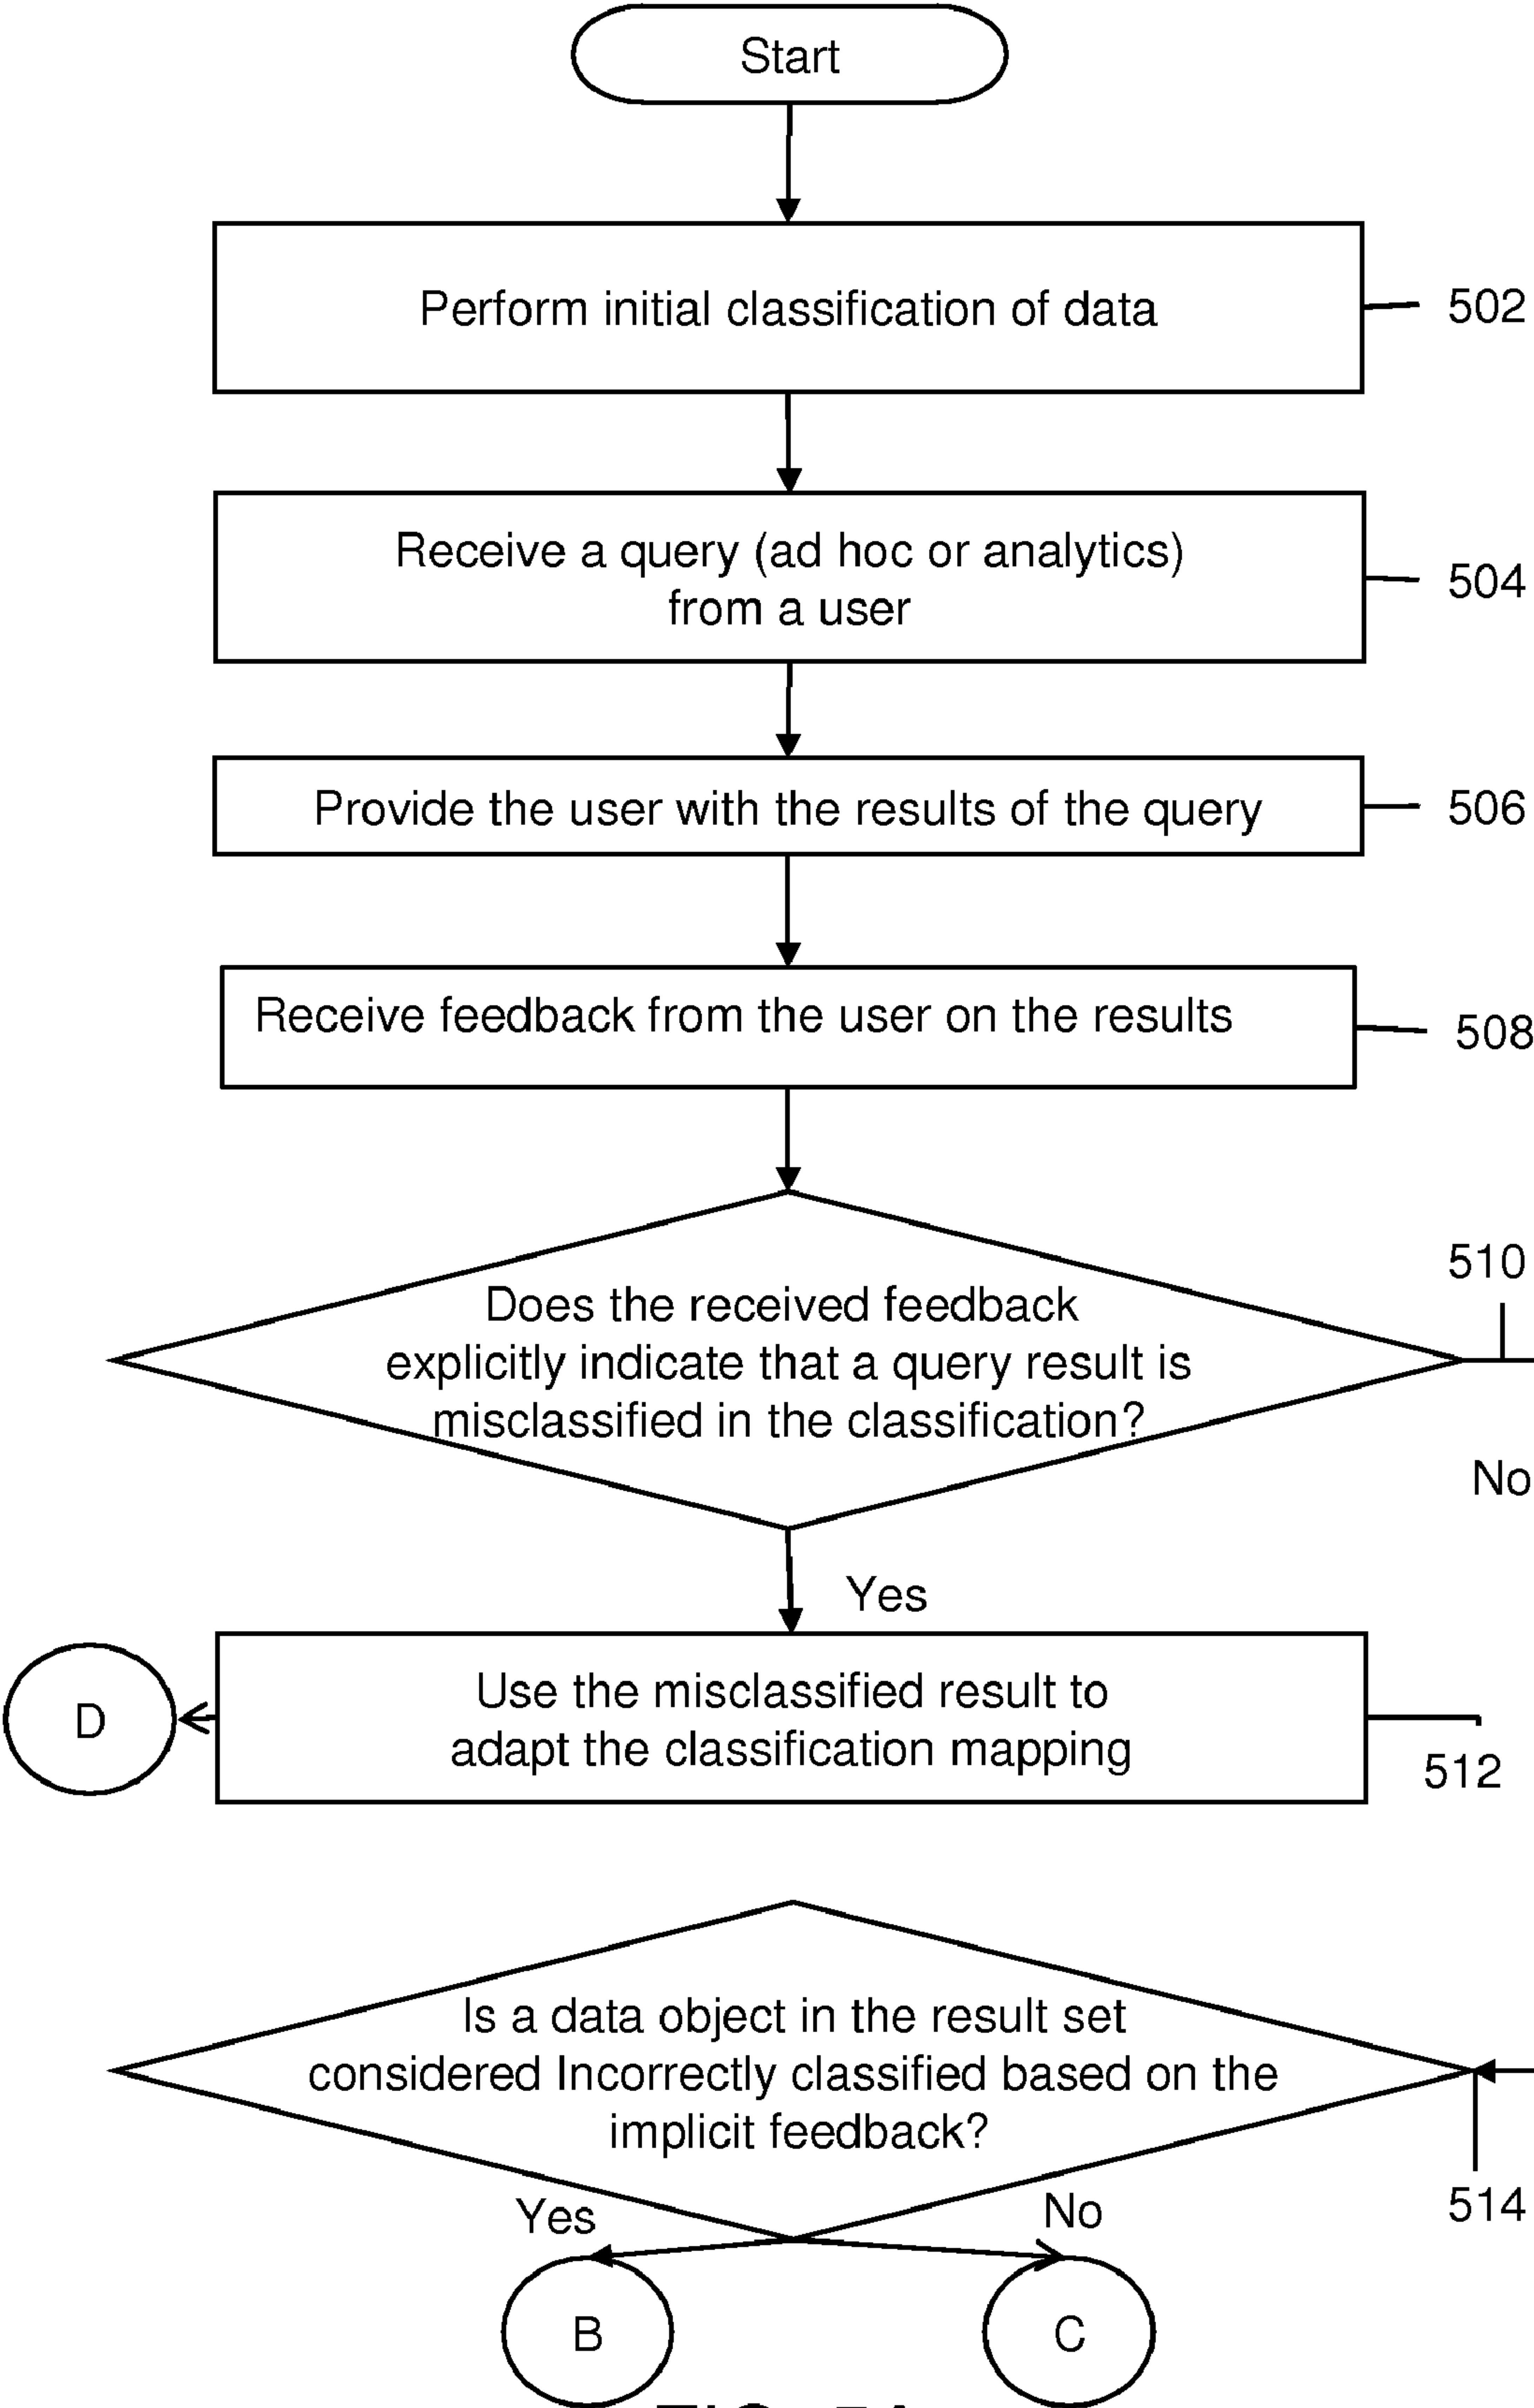 Start
Perform initial classification of data
502
Receive a query (ad hoc or analytics)
from a user
504
Provide the user with the results of the query
506
Receive feedback from the user on the results
508
510
Does the received feedback
explicitly indicate that a query result is
misclassified in the classification?
No
Yes
Use the misclassified result to
adapt the classification mapping
D
512
Is a data object in the result set
considered Incorrectly classified based on the
implicit feedback?
514
Yes
No
B
C